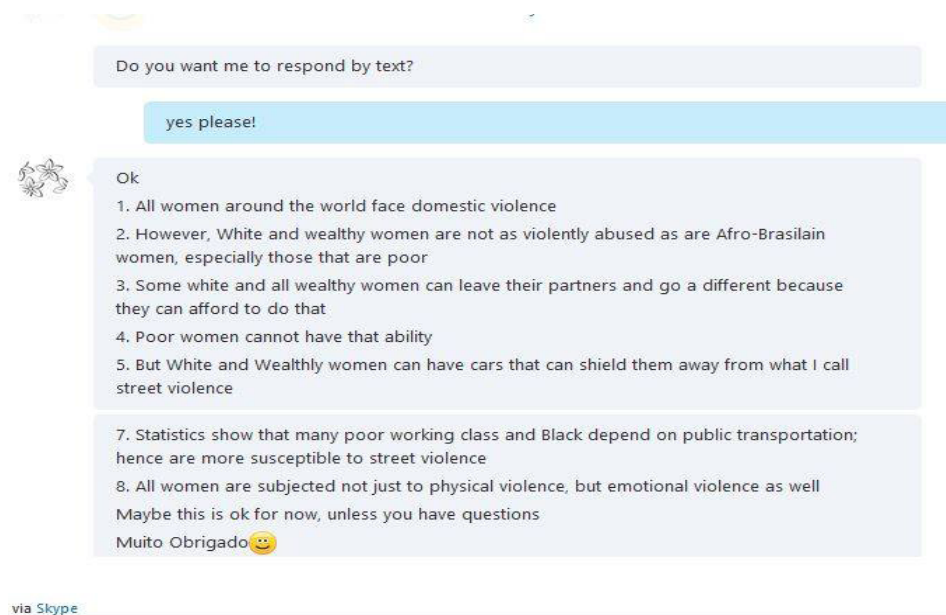 Do you want me to respond by text?
yes please!
Ok
1. All women around the world face domestic violence
2. However, White and wealthy women are not as violently abused as are Afro-Brasilain
women, especially those that are poor
3. Some white and all wealthy women can leave their partners and go a different because
they can afford to do that
4. Poor women cannot have that ability
5. But White and Wealthly women can have cars that can shield them away from what I call
street violence
7. Statistics show that many poor working class and Black depend on public transportation;
hence are more susceptible to street violence
8. All women are subjected not just to physical violence, but emotional violence as well
Maybe this is ok for now, unless you have questions
Muito Obrigado
via Skype